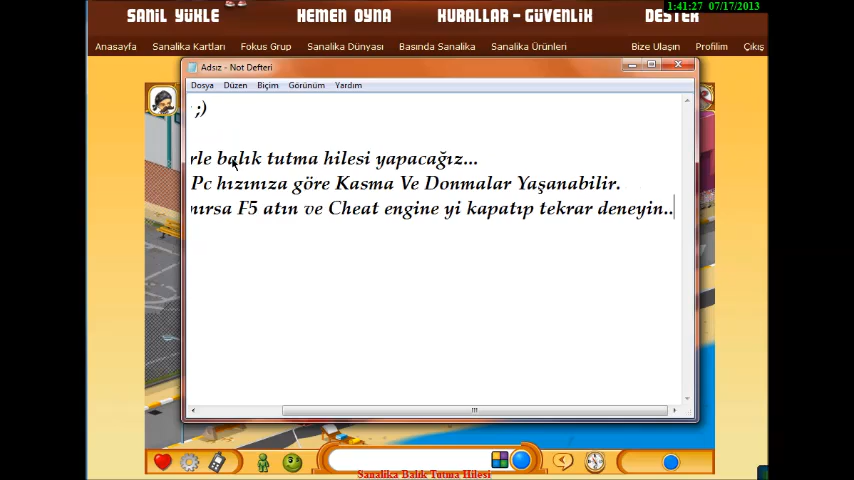 1:41:27 07/17/2013
SANİL YÜKLE HEMEN OYNA KURALLAR - GÜVENLİK DESTEK
Anasayfa Sanalika Kartları Fokus Grup Sanalika Dünyası Basında Sanalika Sanalika Ürünleri Bize Ulaşın Profilim Çıkış
Adsız - Not Defteri
Dosya Düzen Biçim Görünüm Yardım
;)
rle balık tutma hilesi yapacağız...
Pc hızınıza göre Kasma Ve Donmalar Yaşanabilir.
nırsa F5 atın ve Cheat engine yi kapatıp tekrar deneyin..
Sanalika Balık Tutma Hilesi